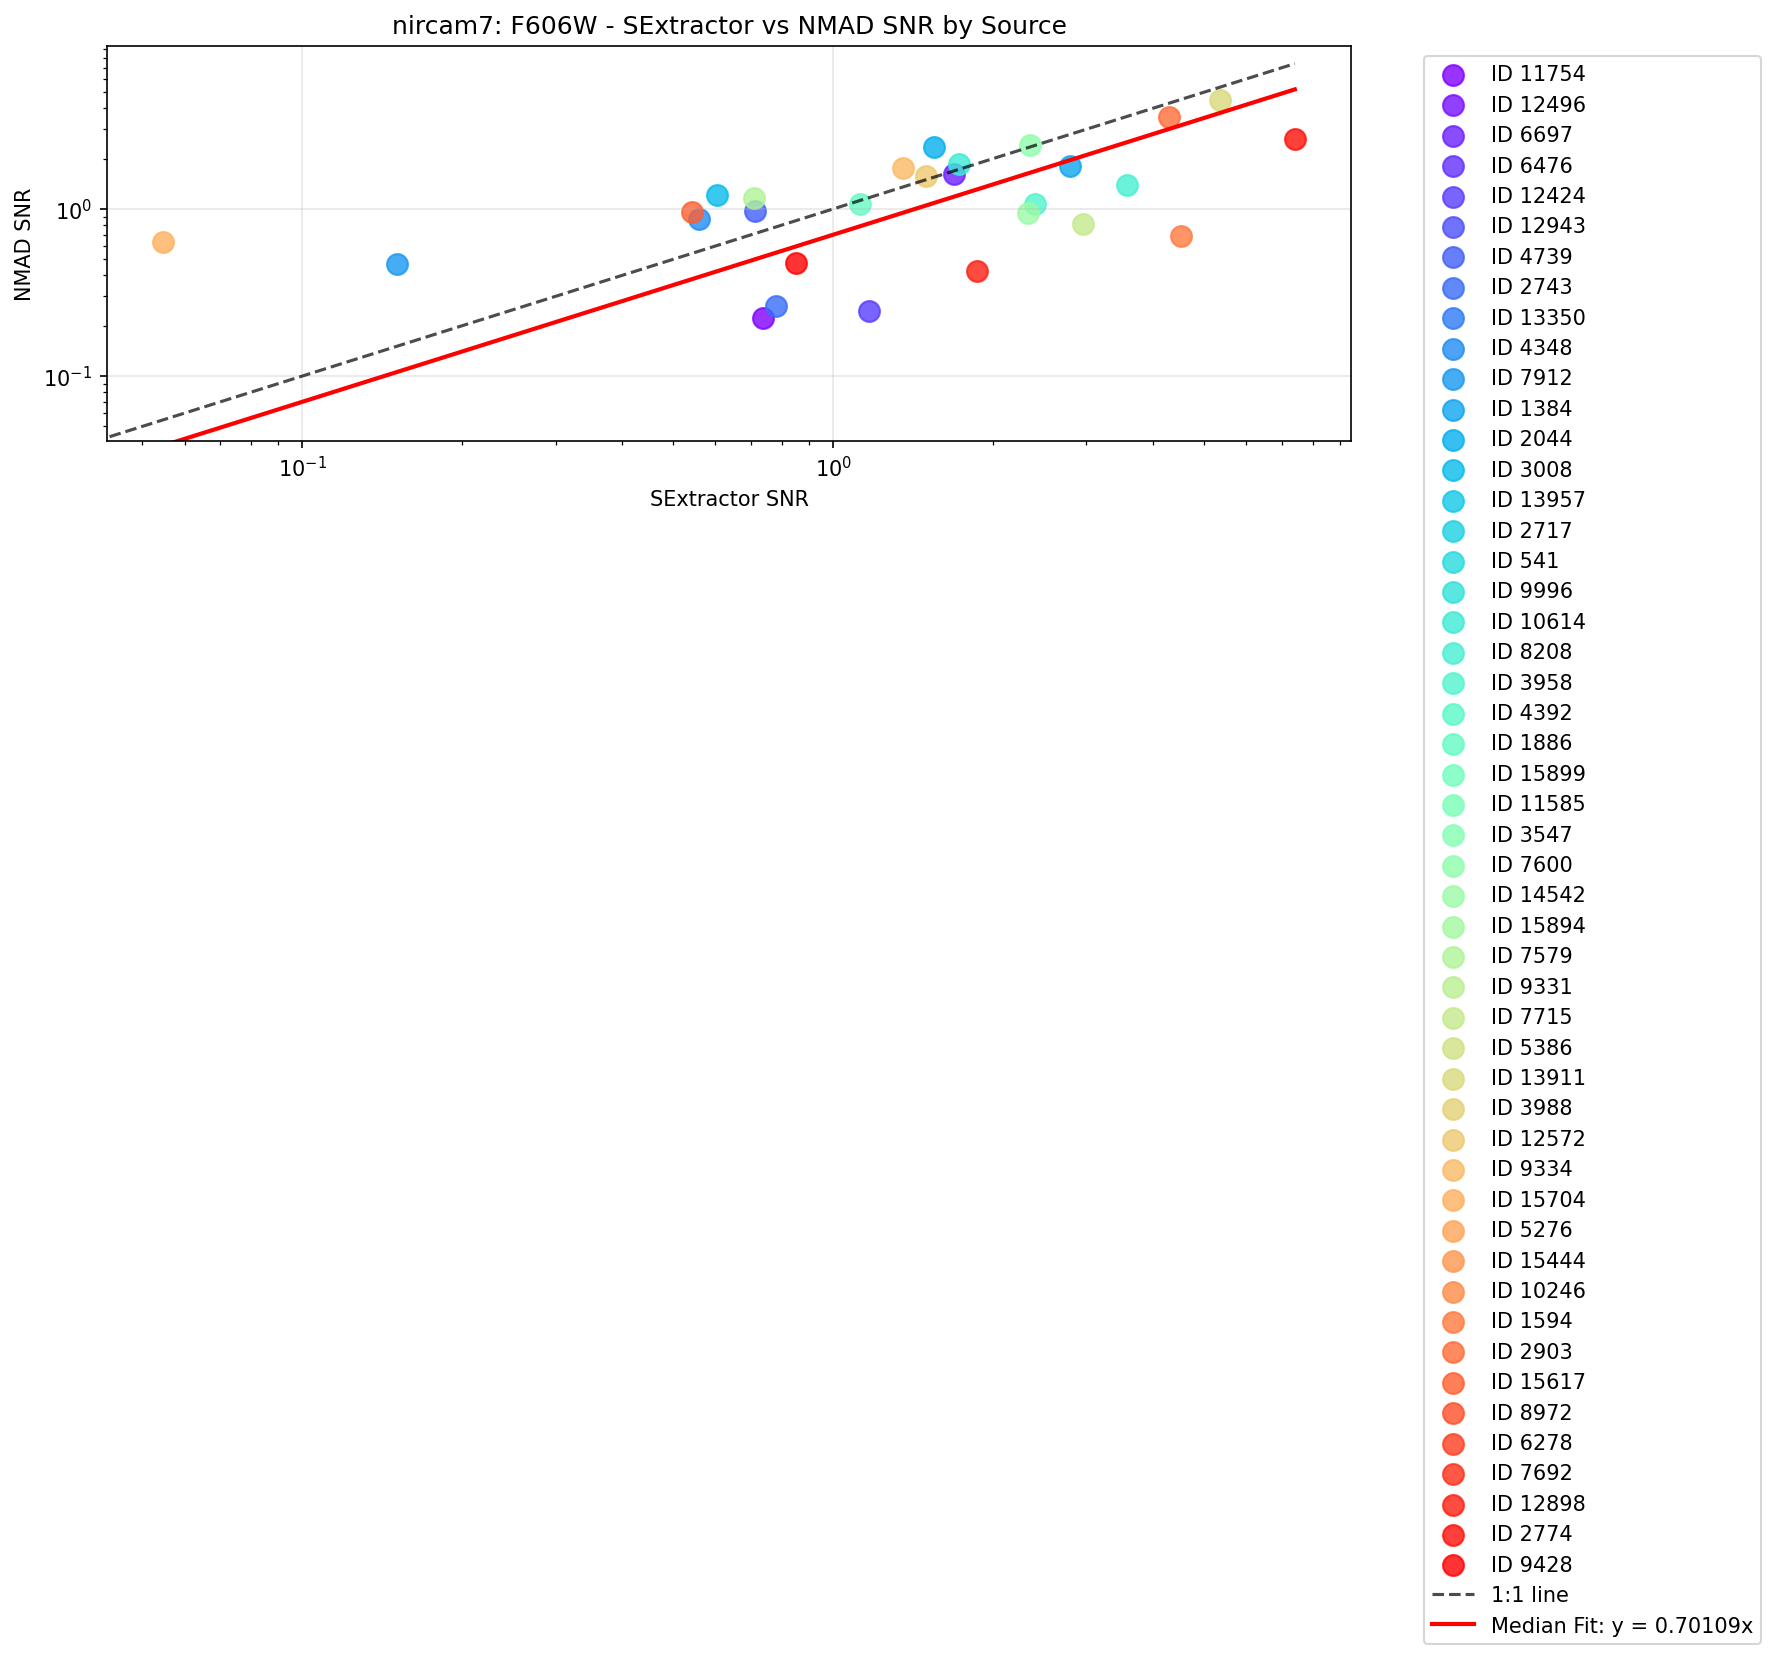 nircam7: F606W - SExtractor vs NMAD SNR by Source
NMAD SNR
10⁰
10⁻¹
10⁻¹
10⁰
SExtractor SNR
ID 11754
ID 12496
ID 6697
ID 6476
ID 12424
ID 12943
ID 4739
ID 2743
ID 13350
ID 4348
ID 7912
ID 1384
ID 2044
ID 3008
ID 13957
ID 2717
ID 541
ID 9996
ID 10614
ID 8208
ID 3958
ID 4392
ID 1886
ID 15899
ID 11585
ID 3547
ID 7600
ID 14542
ID 15894
ID 7579
ID 9331
ID 7715
ID 5386
ID 13911
ID 3988
ID 12572
ID 9334
ID 15704
ID 5276
ID 15444
ID 10246
ID 1594
ID 2903
ID 15617
ID 8972
ID 6278
ID 7692
ID 12898
ID 2774
ID 9428
1:1 line
Median Fit: y = 0.70109x